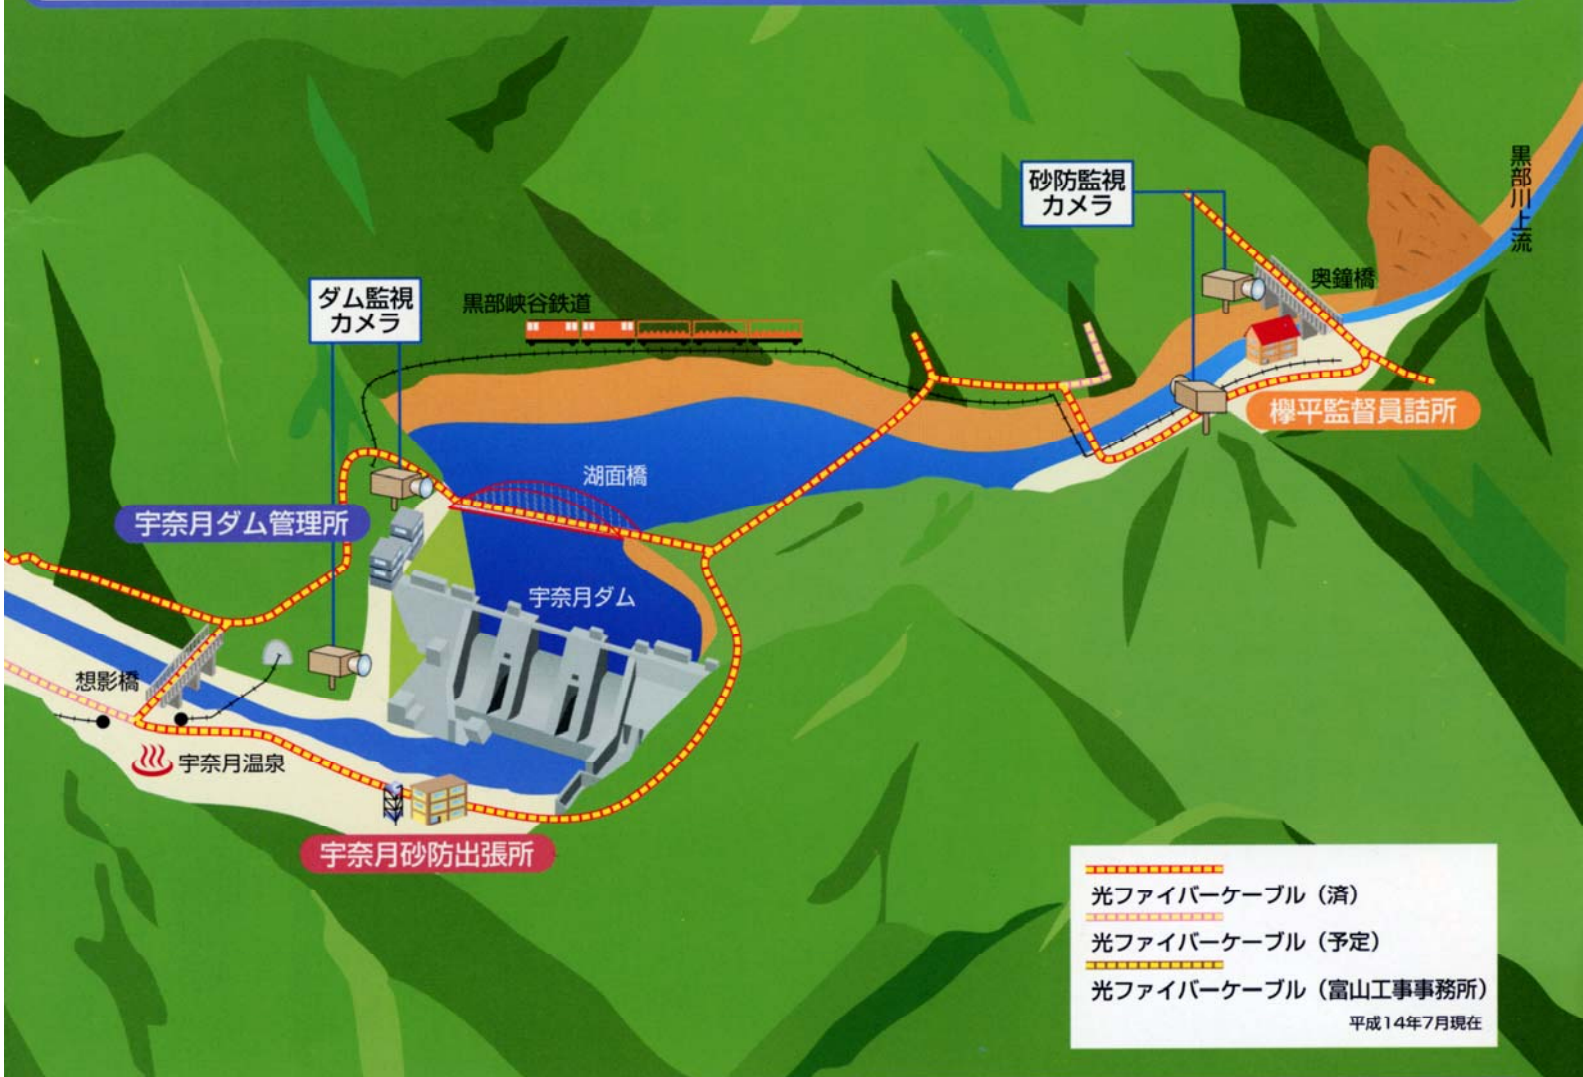 黒部川上流
砂防監視
カメラ
奥鐘橋
ダム監視
カメラ
黒部峡谷鉄道
欅平監督員詰所
湖面橋
宇奈月ダム管理所
宇奈月ダム
想影橋
宇奈月温泉
宇奈月砂防出張所
光ファイバーケーブル（済）
光ファイバーケーブル（予定）
光ファイバーケーブル（富山工事事務所）
平成14年7月現在